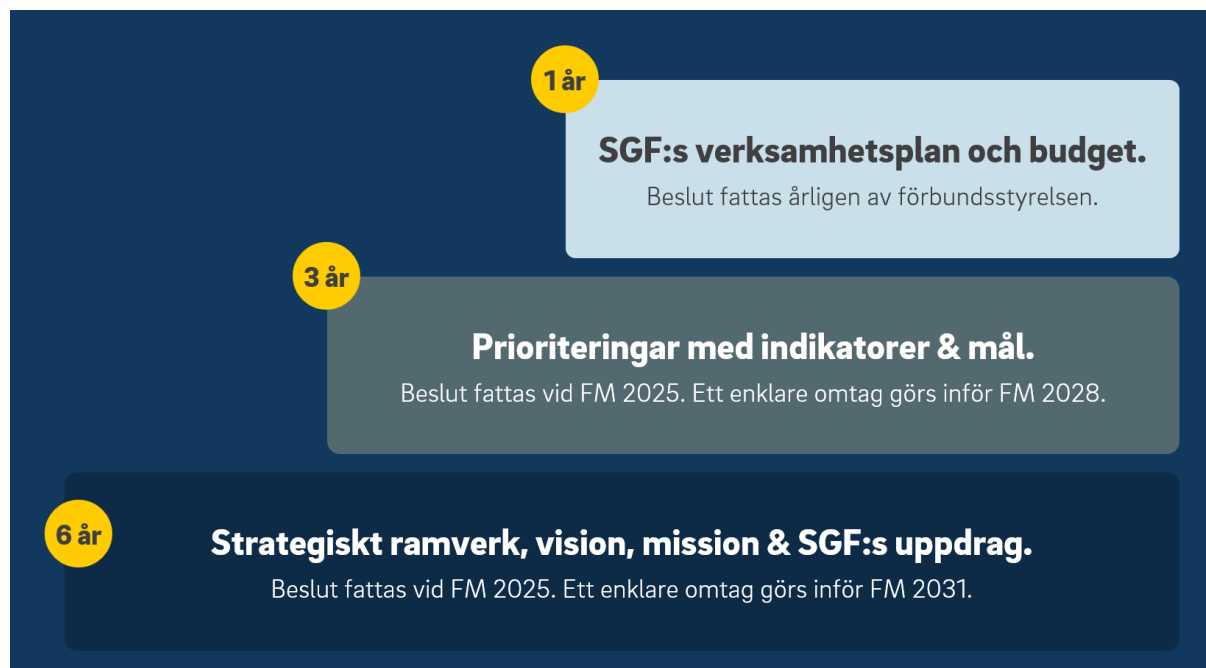 1 år
SGF:s verksamhetsplan och budget.
Beslut fattas årligen av förbundsstyrelsen.
3 år
Prioriteringar med indikatorer & mål.
Beslut fattas vid FM 2025. Ett enklare omtag görs inför FM 2028.
6 år
Strategiskt ramverk, vision, mission & SGF:s uppdrag.
Beslut fattas vid FM 2025. Ett enklare omtag görs inför FM 2031.